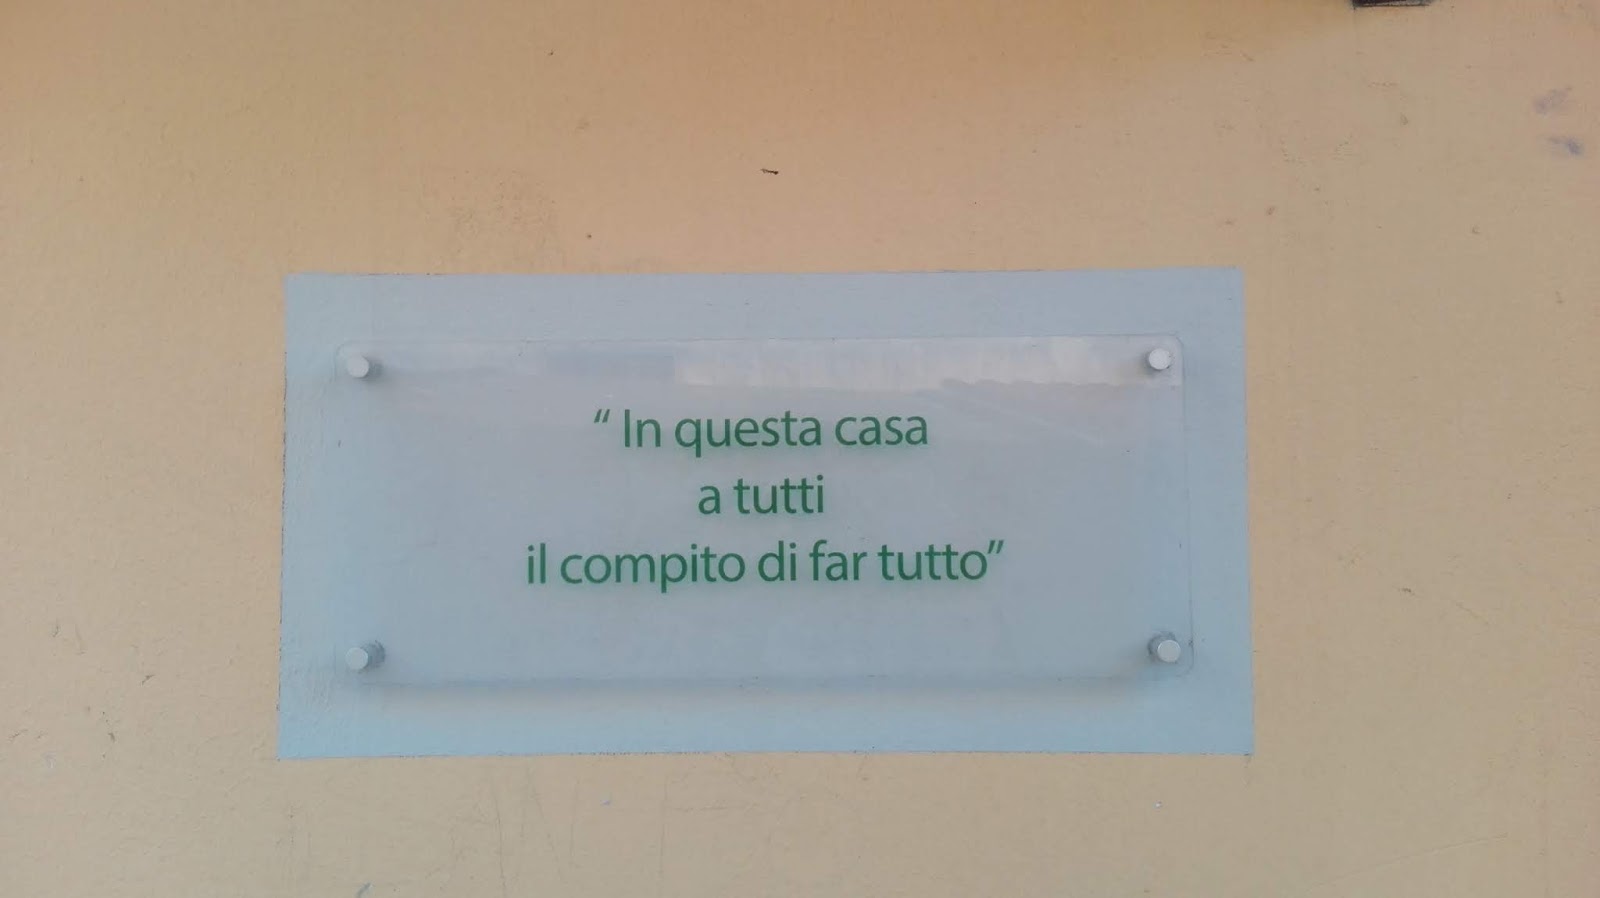 “ In questa casa
a tutti
il compito di far tutto”